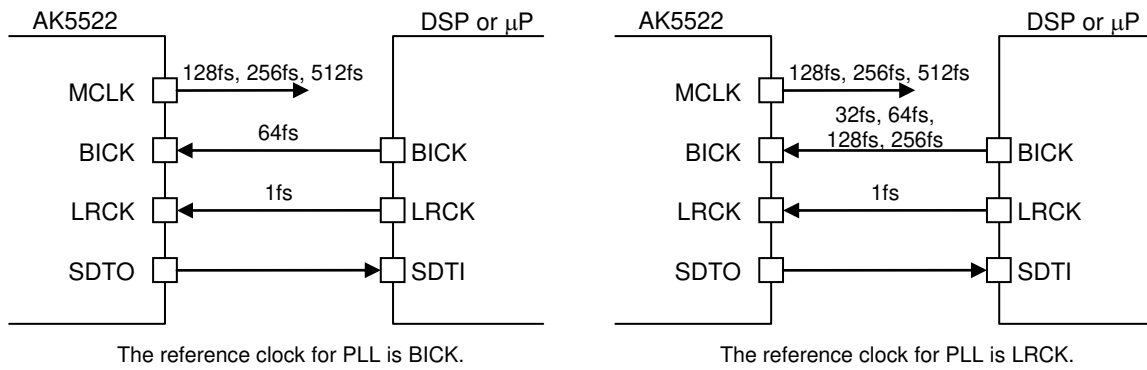 AK5522
DSP or μP
128fs, 256fs, 512fs
MCLK
64fs
BICK
BICK
1fs
LRCK
LRCK
SDTO
SDTI
The reference clock for PLL is BICK.
AK5522
DSP or μP
128fs, 256fs, 512fs
MCLK
32fs, 64fs,
128fs, 256fs
BICK
BICK
1fs
LRCK
LRCK
SDTO
SDTI
The reference clock for PLL is LRCK.